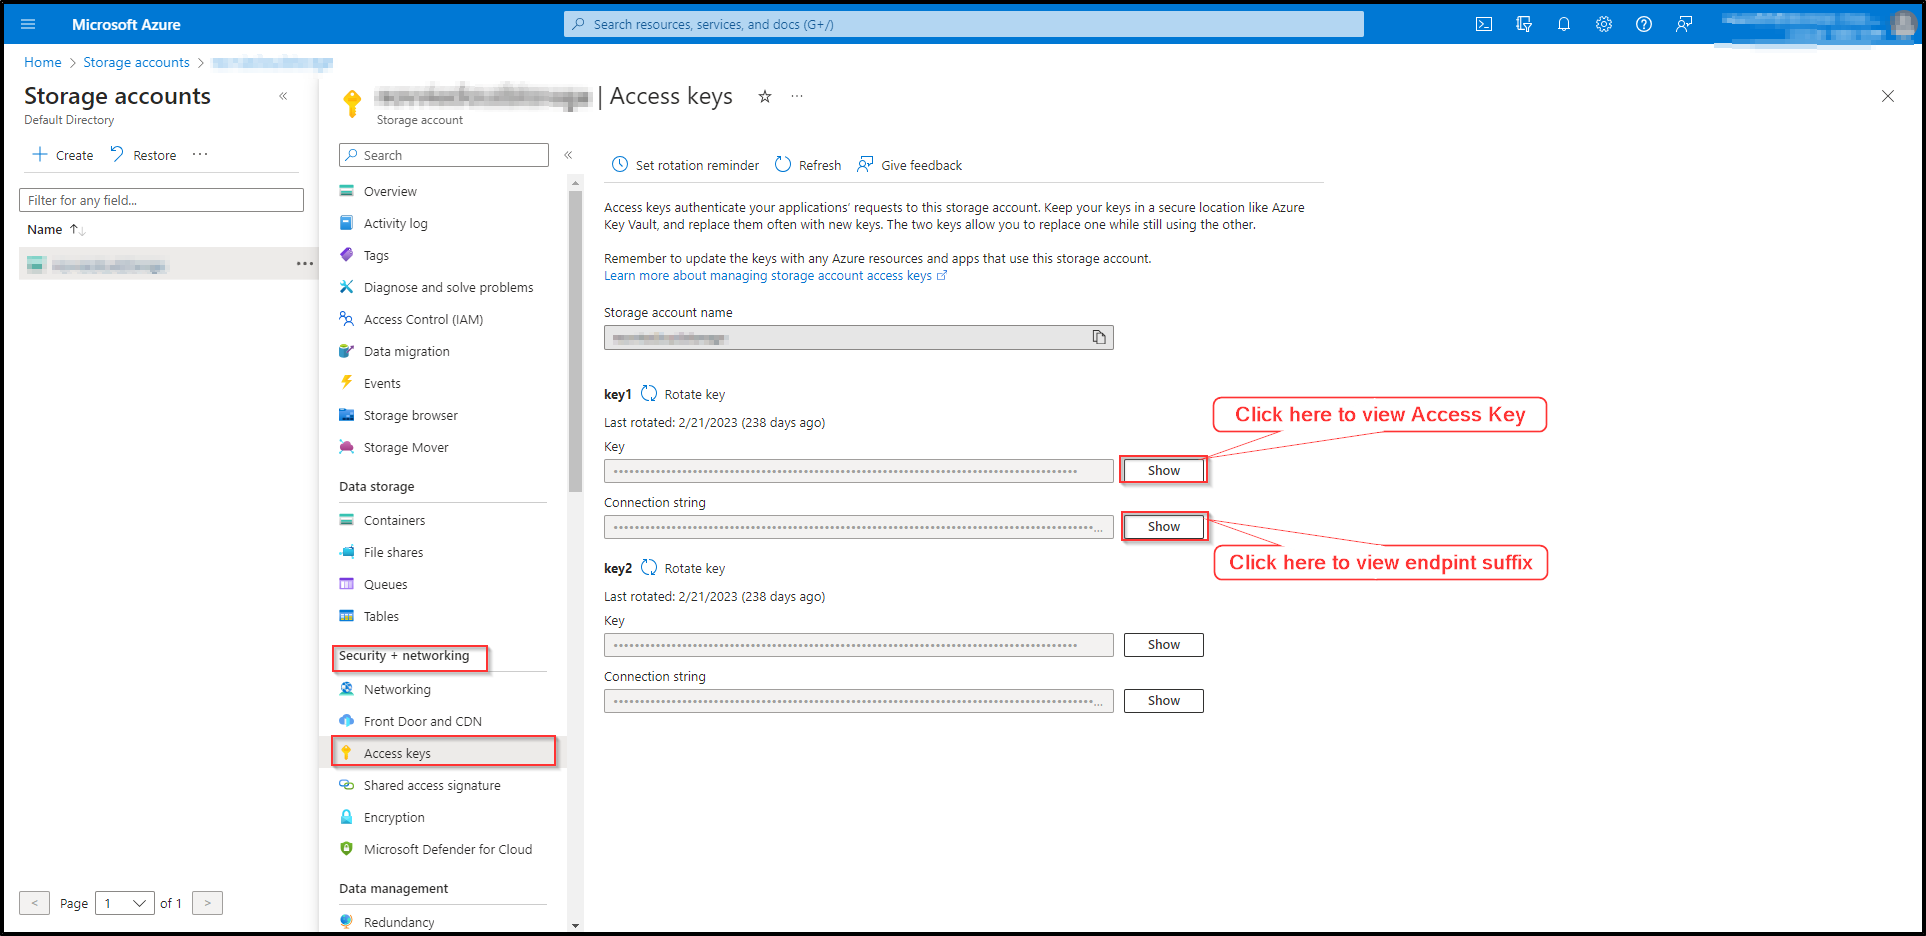 Microsoft Azure
Search resources, services, and docs (G+/)
Home > Storage accounts >
Storage accounts
Default Directory
Create Restore ...
Filter for any field...
Name ↑↓
...
| Access keys ☆ ...
Storage account
Search
Overview
Activity log
Tags
Diagnose and solve problems
Access Control (IAM)
Data migration
Events
Storage browser
Storage Mover
Data storage
Containers
File shares
Queues
Tables
Security + networking
Networking
Front Door and CDN
Access keys
Shared access signature
Encryption
Microsoft Defender for Cloud
Data management
Redundancy
Set rotation reminder Refresh Give feedback
Access keys authenticate your applications' requests to this storage account. Keep your keys in a secure location like Azure
Key Vault, and replace them often with new keys. The two keys allow you to replace one while still using the other.
Remember to update the keys with any Azure resources and apps that use this storage account.
Learn more about managing storage account access keys
Storage account name
key1 Rotate key
Last rotated: 2/21/2023 (238 days ago)
Key
Show
Click here to view Access Key
Connection string
Show
Click here to view endpint suffix
key2 Rotate key
Last rotated: 2/21/2023 (238 days ago)
Key
Show
Connection string
Show
< Page 1 of 1 >